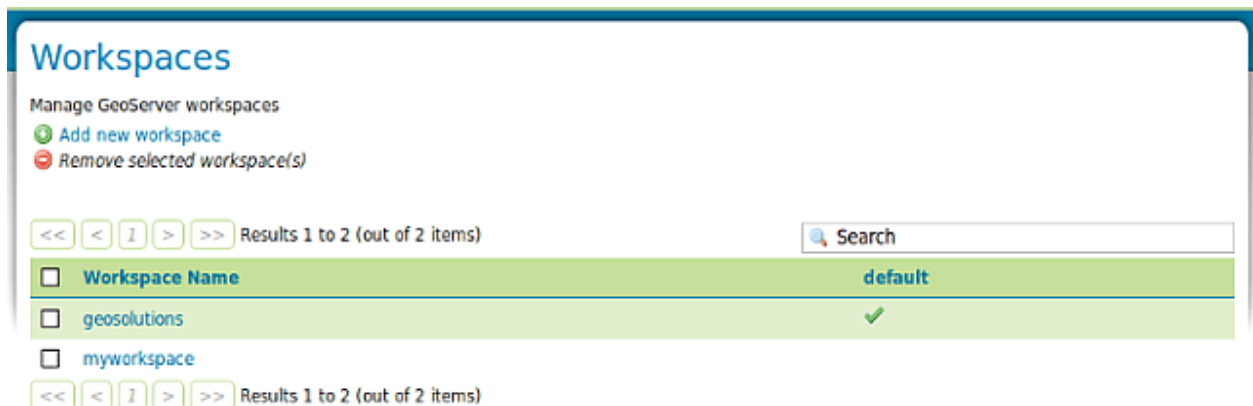 Workspaces
Manage GeoServer workspaces
Add new workspace
Remove selected workspace(s)
<< < 1 > >> Results 1 to 2 (out of 2 items) Search
Workspace Name default
geosolutions
myworkspace
<< < 1 > >> Results 1 to 2 (out of 2 items)